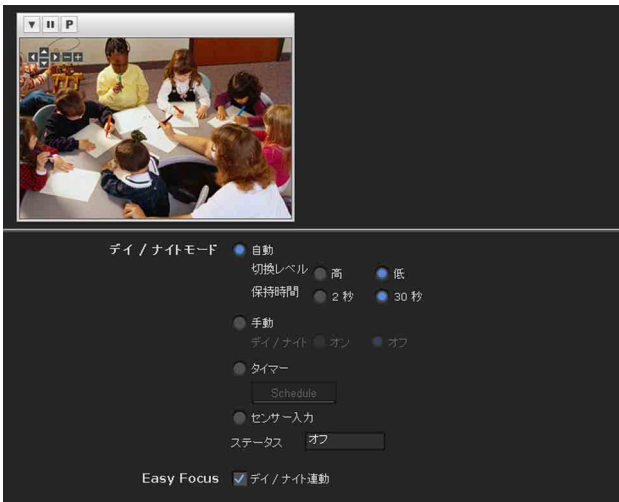 P
デイ / ナイトモード 自動
切換レベル 高 低
保持時間 2 秒 30 秒
手動
デイ / ナイト オン オフ
タイマー
Schedule
センサー入力
ステータス オフ
Easy Focus デイ / ナイト連動